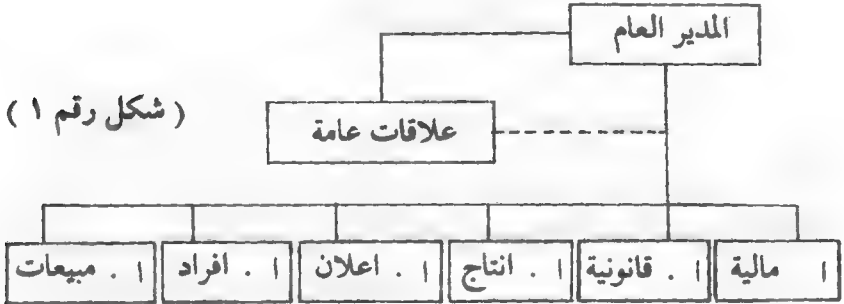 المدير العام
علاقات عامة
( شكل رقم ١ )
ا مالية
ا . قانونية
ا . انتاج
ا . اعلان
ا . افراد
ا . مبيعات